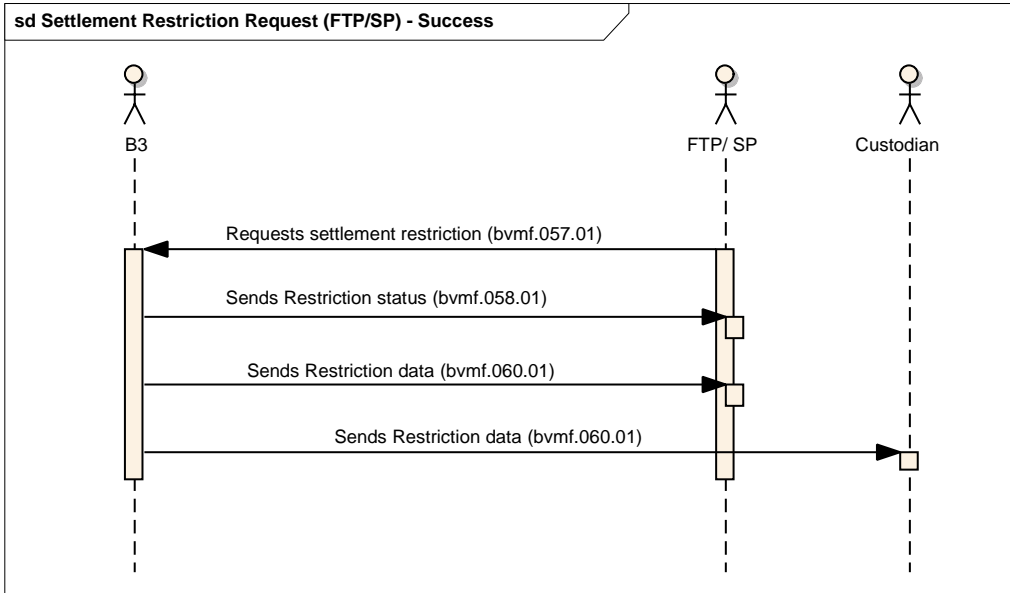 sd Settlement Restriction Request (FTP/SP) - Success
B3
FTP/ SP
Custodian
Requests settlement restriction (bvmf.057.01)
Sends Restriction status (bvmf.058.01)
Sends Restriction data (bvmf.060.01)
Sends Restriction data (bvmf.060.01)